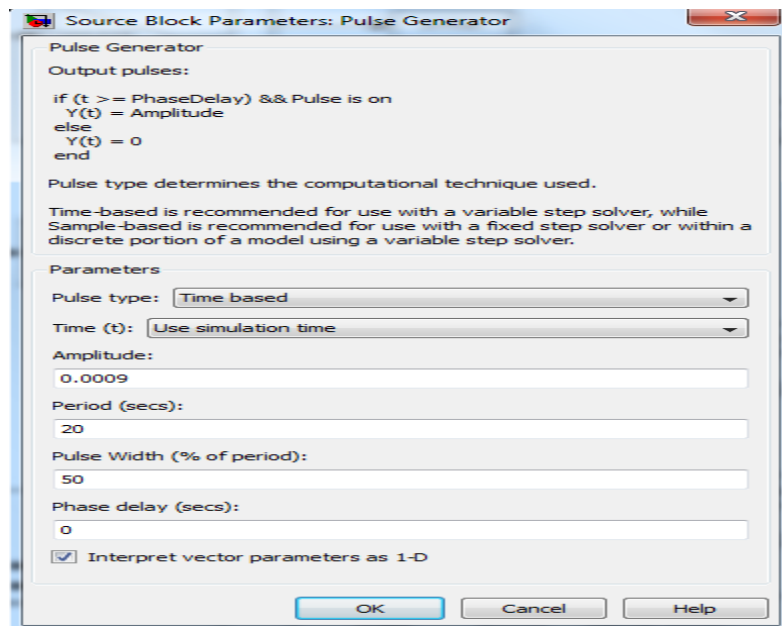 Source Block Parameters: Pulse Generator
Pulse Generator
Output pulses:
if (t >= PhaseDelay) && Pulse is on
Y(t) = Amplitude
else
Y(t) = 0
end
Pulse type determines the computational technique used.
Time-based is recommended for use with a variable step solver, while
Sample-based is recommended for use with a fixed step solver or within a
discrete portion of a model using a variable step solver.
Parameters
Pulse type: Time based
Time (t): Use simulation time
Amplitude:
0.0009
Period (secs):
20
Pulse Width (% of period):
50
Phase delay (secs):
0
Interpret vector parameters as 1-D
OK Cancel Help